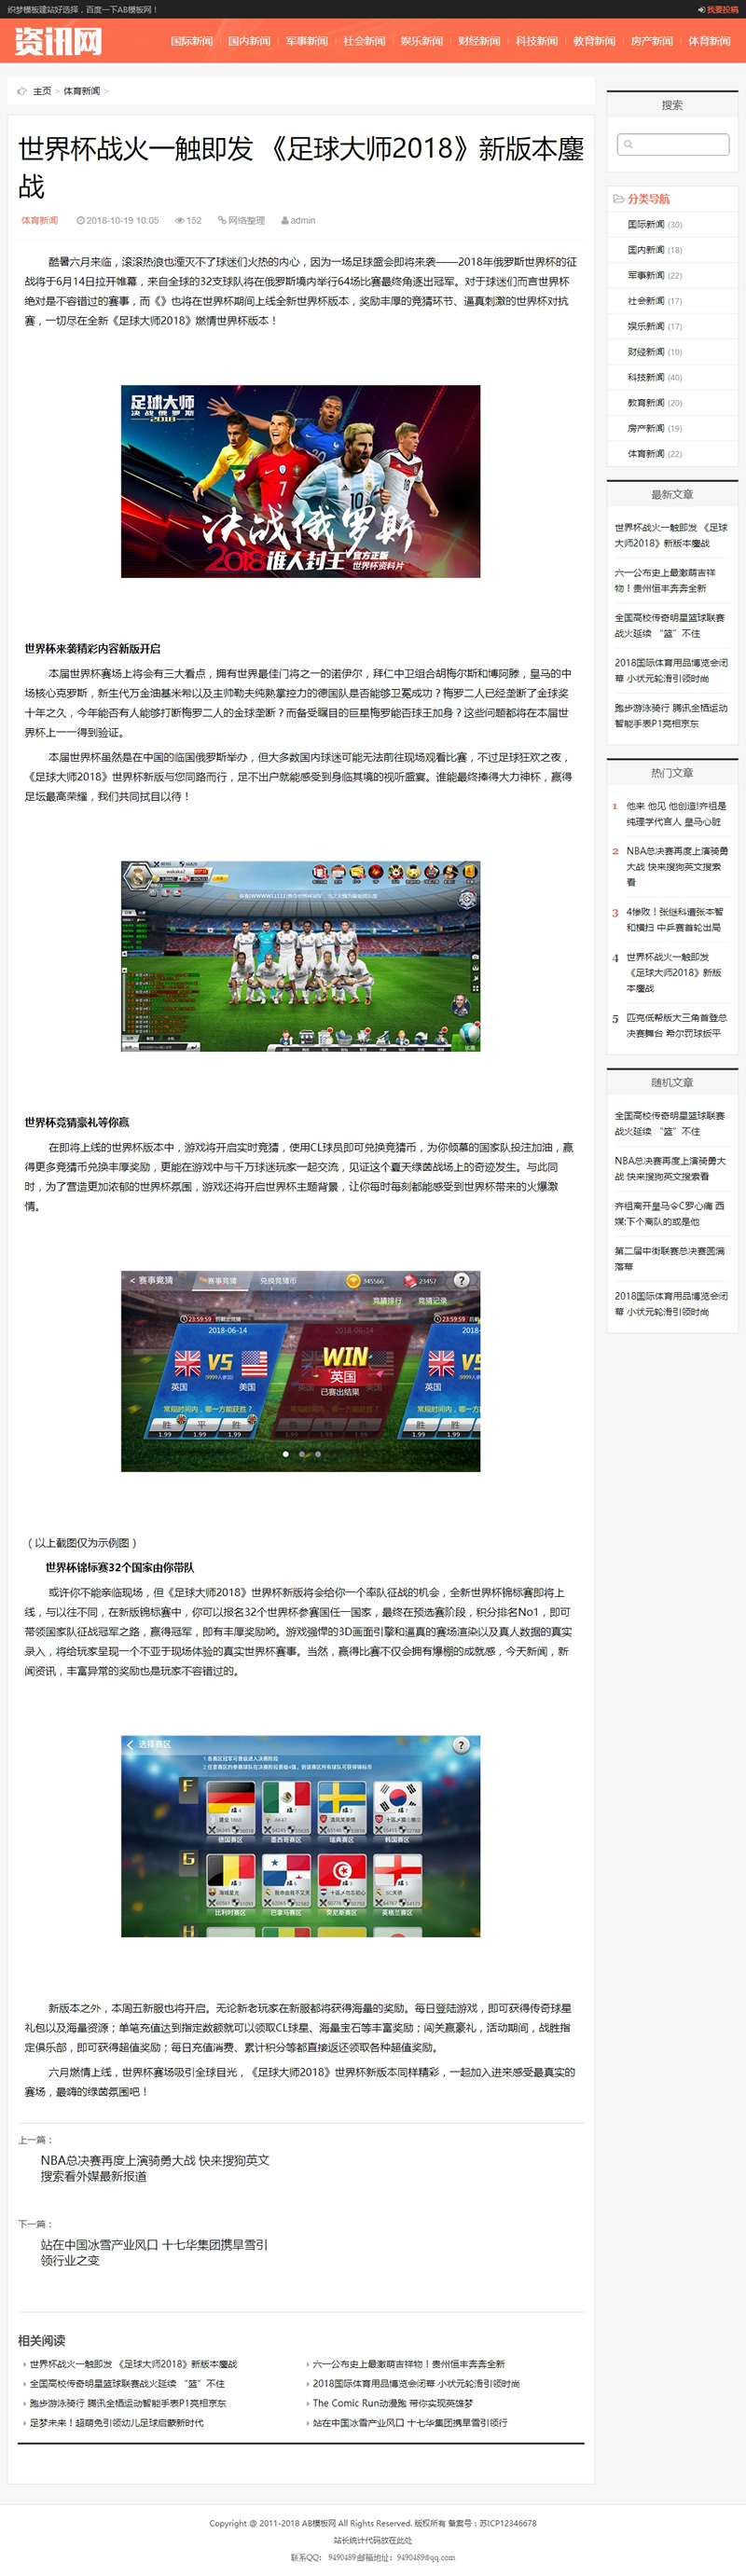 织梦模板建站好选择，百度一下AB模板网！
我要投稿
资讯网
国际新闻 国内新闻 军事新闻 社会新闻 娱乐新闻 财经新闻 科技新闻 教育新闻 房产新闻 体育新闻
主页 > 体育新闻 >
世界杯战火一触即发 《足球大师2018》新版本鏖
战
体育新闻 2018-10-19 10:05 152 网络整理 admin
酷暑六月来临，滚滚热浪也湮灭不了球迷们火热的内心，因为一场足球盛会即将来袭——2018年俄罗斯世界杯的征
战将于6月14日拉开帷幕，来自全球的32支球队将在俄罗斯境内举行64场比赛最终角逐出冠军。对于球迷们而言世界杯
绝对是不容错过的赛事，而《》也将在世界杯期间上线全新世界杯版本，奖励丰厚的竞猜环节、逼真刺激的世界杯对抗
赛，一切尽在全新《足球大师2018》燃情世界杯版本！
足球大师
决战俄罗斯
2018
决战俄罗斯
2018谁人封王
官方正版
世界杯资料片
世界杯来袭精彩内容新版开启
本届世界杯赛场上将会有三大看点，拥有世界最佳门将之一的诺伊尔，拜仁中卫组合胡梅尔斯和博阿滕，皇马的中
场核心克罗斯，新生代万金油基米希以及主帅勒夫纯熟掌控力的德国队是否能够卫冕成功？梅罗二人已经垄断了金球奖
十年之久，今年能否有人能够打断梅罗二人的金球垄断？而备受瞩目的巨星梅罗能否球王加身？这些问题都将在本届世
界杯上一一得到验证。
本届世界杯虽然是在中国的临国俄罗斯举办，但大多数国内球迷可能无法前往现场观看比赛，不过足球狂欢之夜，
《足球大师2018》世界杯新版与您同路而行，足不出户就能感受到身临其境的视听盛宴。谁能最终捧得大力神杯，赢得
足坛最高荣耀，我们共同拭目以待！
世界杯竞猜豪礼等你赢
在即将上线的世界杯版本中，游戏将开启实时竞猜，使用CL球员即可兑换竞猜币，为你倾慕的国家队投注加油，赢
得更多竞猜币兑换丰厚奖励，更能在游戏中与千万球迷玩家一起交流，见证这个夏天绿茵战场上的奇迹发生。与此同
时，为了营造更加浓郁的世界杯氛围，游戏还将开启世界杯主题背景，让你每时每刻都能感受到世界杯带来的火爆激
情。
< 赛事竞猜 赛事竞猜 兑换竞猜币 345566 23457 ?
竞猜排行 竞猜记录
23:59:59
2018-06-14 2018-06-14 2018-
VS WIN VS
英国 美国 英国 英国
已赛出结果
胜 平 胜 胜 胜 胜
1.99 1.99 1.99 1.99 1.99
（以上截图仅为示例图）
世界杯锦标赛32个国家由你带队
或许你不能亲临现场，但《足球大师2018》世界杯新版将会给你一个率队征战的机会，全新世界杯锦标赛即将上
线，与以往不同，在新版锦标赛中，你可以报名32个世界杯参赛国任一国家，最终在预选赛阶段，积分排名No1，即可
带领国家队征战冠军之路，赢得冠军，即有丰厚奖励哟。游戏强悍的3D画面引擎和逼真的赛场渲染以及真人数据的真实
录入，将给玩家呈现一个不亚于现场体验的真实世界杯赛事。当然，赢得比赛不仅会拥有爆棚的成就感，今天新闻，新
闻资讯，丰富异常的奖励也是玩家不容错过的。
< 选择赛区 ?
F
德国赛区 墨西哥赛区 瑞典赛区 韩国赛区
G
比利时赛区 巴拿马赛区 突尼斯赛区 英格兰赛区
H
新版本之外，本周五新服也将开启。无论新老玩家在新服都将获得海量的奖励。每日登陆游戏，即可获得传奇球星
礼包以及海量资源；单笔充值达到指定数额就可以领取CL球星、海量宝石等丰富奖励；闯关赢豪礼，活动期间，战胜指
定俱乐部，即可获得超值奖励；每日充值消费、累计积分等都直接返还领取各种超值奖励。
六月燃情上线，世界杯赛场吸引全球目光，《足球大师2018》世界杯新版本同样精彩，一起加入进来感受最真实的
赛场，最嗨的绿茵氛围吧！
上一篇：
NBA总决赛再度上演骑勇大战 快来搜狗英文
搜索看外媒最新报道
下一篇：
站在中国冰雪产业风口 十七华集团携旱雪引
领行业之变
相关阅读
世界杯战火一触即发 《足球大师2018》新版本鏖战
六一公布史上最激萌吉祥物！贵州恒丰奔奔全新
全国高校传奇明星篮球联赛战火延续 “篮”不住
2018国际体育用品博览会闭幕 小状元轮滑引领时尚
跑步游泳骑行 腾讯全栖运动智能手表P1亮相京东
The Comic Run动漫跑 带你实现英雄梦
足梦未来！超萌兔引领幼儿足球启蒙新时代
站在中国冰雪产业风口 十七华集团携旱雪引领行
搜索
分类导航
国际新闻 (30)
国内新闻 (18)
军事新闻 (22)
社会新闻 (17)
娱乐新闻 (17)
财经新闻 (10)
科技新闻 (40)
教育新闻 (20)
房产新闻 (19)
体育新闻 (22)
最新文章
世界杯战火一触即发 《足球
大师2018》新版本鏖战
六一公布史上最激萌吉祥
物！贵州恒丰奔奔全新
全国高校传奇明星篮球联赛
战火延续 “篮”不住
2018国际体育用品博览会闭
幕 小状元轮滑引领时尚
跑步游泳骑行 腾讯全栖运动
智能手表P1亮相京东
热门文章
1 他来 他见 他创造!齐祖是
纯理学代言人 皇马心脏
2 NBA总决赛再度上演骑勇
大战 快来搜狗英文搜索
看
3 4惨败！张继科遭张本智
和横扫 中乒赛首轮出局
4 世界杯战火一触即发
《足球大师2018》新版
本鏖战
5 匹克低帮版大三角首登总
决赛舞台 希尔罚球扳平
随机文章
全国高校传奇明星篮球联赛
战火延续 “篮”不住
NBA总决赛再度上演骑勇大
战 快来搜狗英文搜索看
齐祖离开皇马令C罗心痛 西
媒:下个离队的或是他
第二届中街联赛总决赛圆满
落幕
2018国际体育用品博览会闭
幕 小状元轮滑引领时尚
Copyright @ 2011-2018 AB模板网 All Rights Reserved. 版权所有 备案号：苏ICP12346678
站长统计代码放在此处
联系QQ： 9490489 邮箱地址：9490489@qq.com